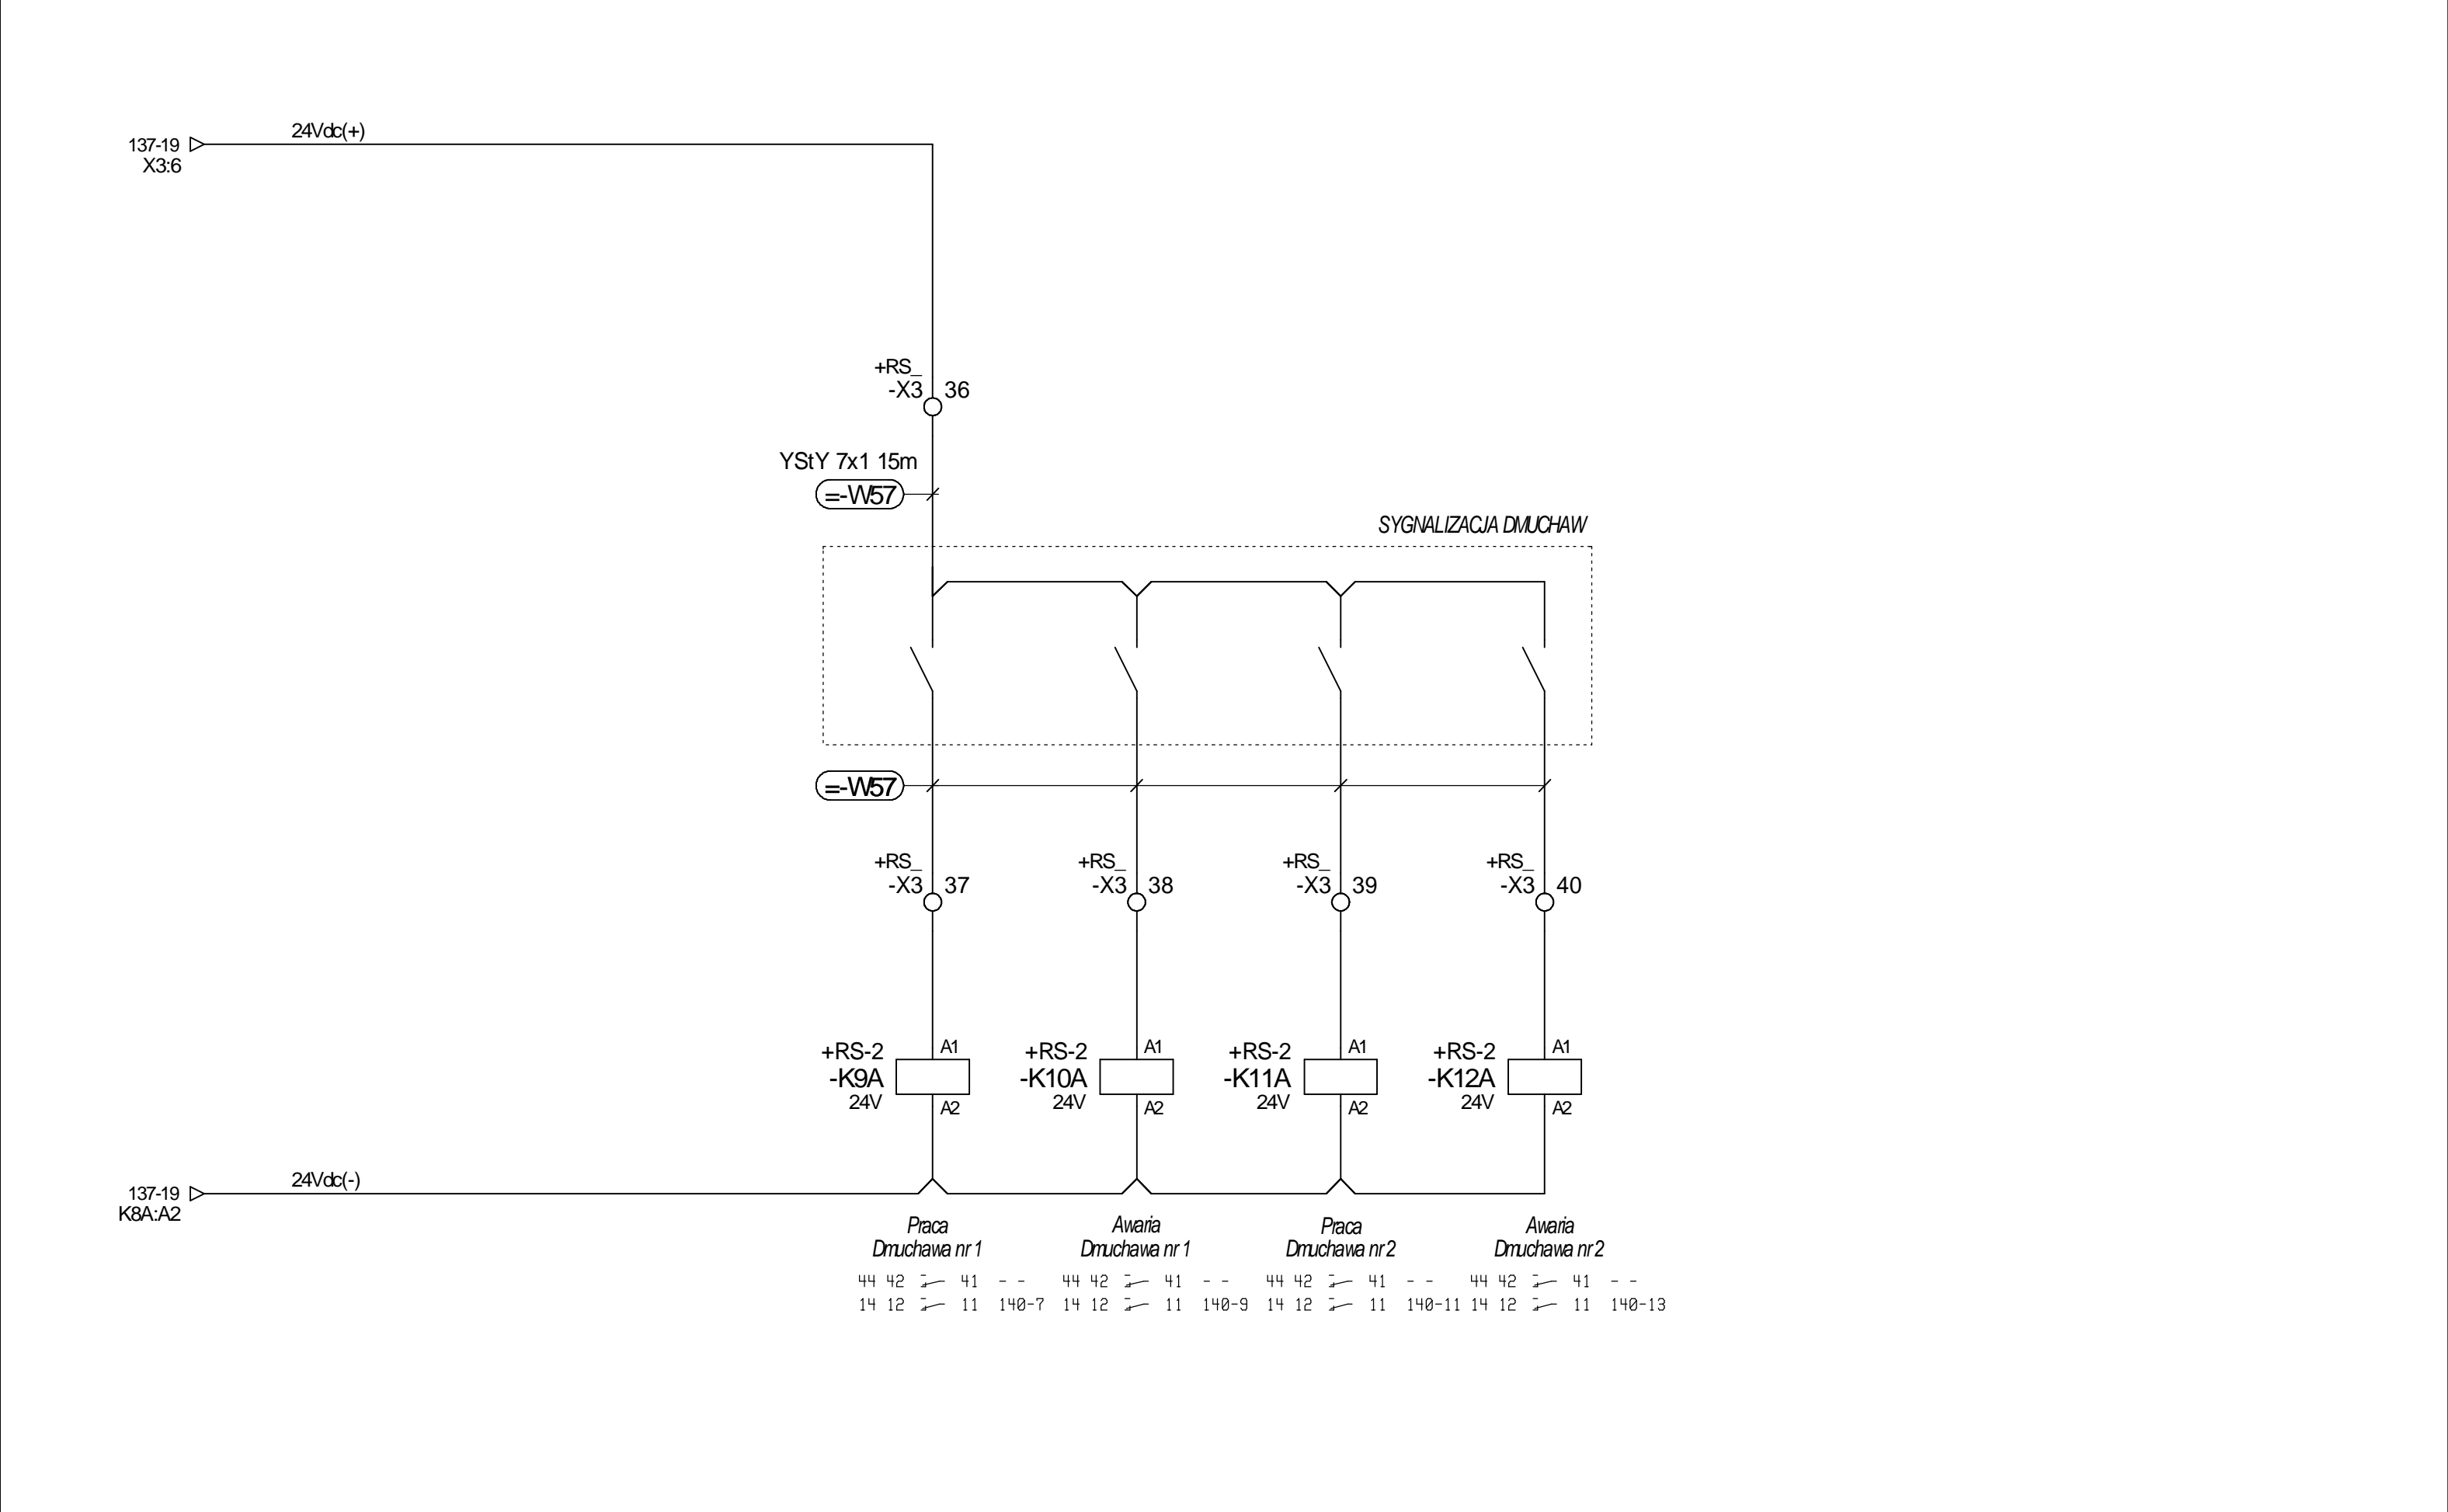 24Vdc(+)
137-19
X3:6
+RS_
-X3 36
YStY 7x1 15m
=-W57
SYGNALIZACJA DMUCHAW
=-W57
+RS_ +RS_ +RS_ +RS_
-X3 37 -X3 38 -X3 39 -X3 40
+RS-2 A1 +RS-2 A1 +RS-2 A1 +RS-2 A1
-K9A -K10A -K11A -K12A
24V A2 24V A2 24V A2 24V A2
24Vdc(-)
137-19
K8A:A2
Praca Awaria Praca Awaria
Dmuchawa nr 1 Dmuchawa nr 1 Dmuchawa nr 2 Dmuchawa nr 2
44 42 41 - - 44 42 41 - - 44 42 41 - - 44 42 41 - -
14 12 11 140-7 14 12 11 140-9 14 12 11 140-11 14 12 11 140-13